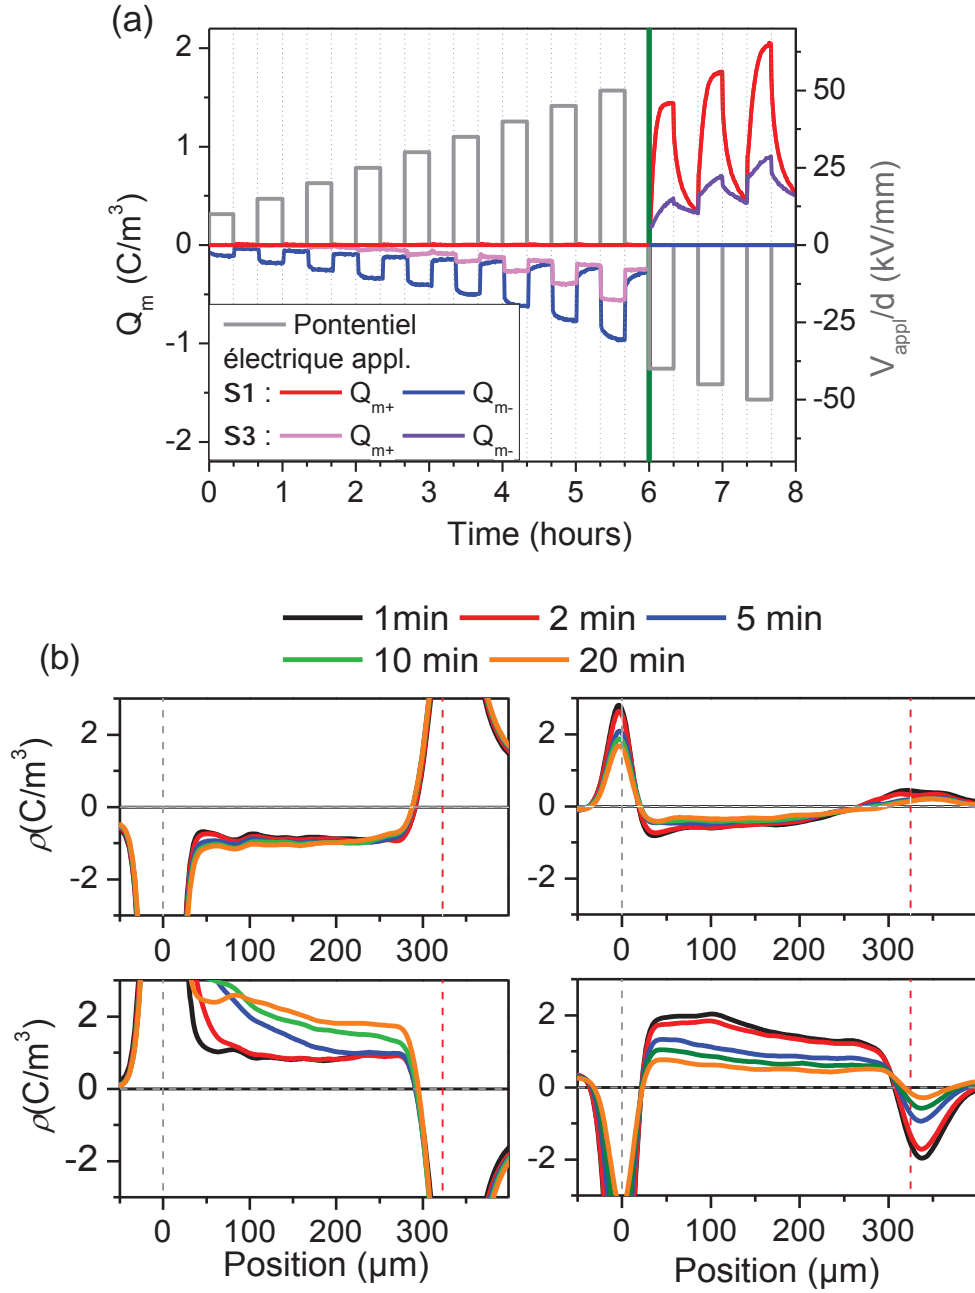 (a)
2
1
0
-1
-2
Q_m (C/m³)
50
25
0
-25
-50
V_appl/d (kV/mm)
Pontentiel
électrique appl.
S1 : Q_m+ Q_m-
S3 : Q_m+ Q_m-
0 1 2 3 4 5 6 7 8
Time (hours)
1min 2 min 5 min
10 min 20 min
(b)
2
0
-2
ρ(C/m³)
0 100 200 300
2
0
-2
0 100 200 300
2
0
-2
ρ(C/m³)
0 100 200 300
Position (µm)
2
0
-2
0 100 200 300
Position (µm)